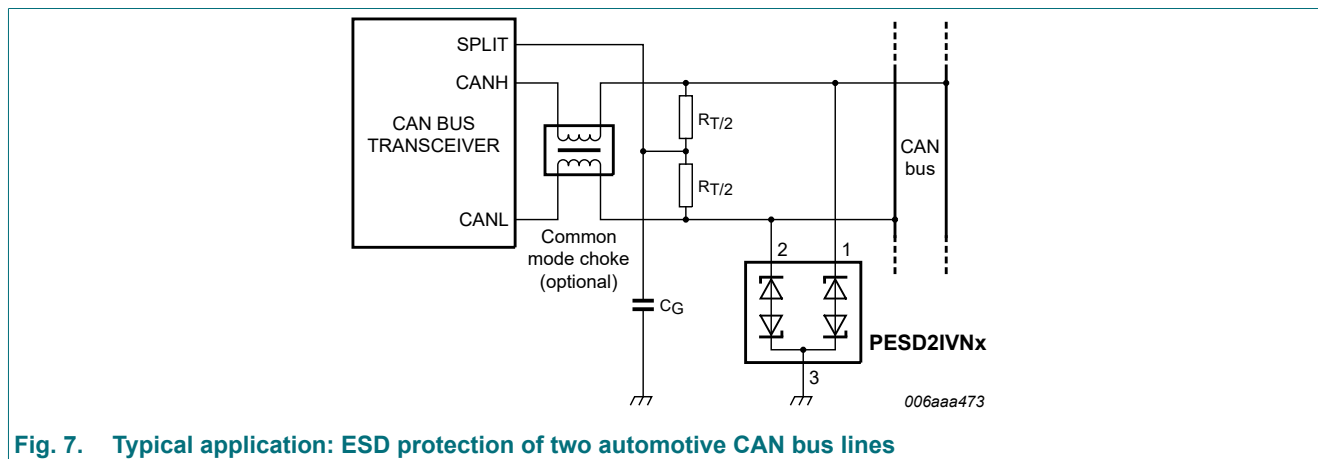 SPLIT
CANH
CAN BUS
TRANSCEIVER
CANL
Common
mode choke
(optional)
RT/2
RT/2
CG
CAN
bus
2
1
PESD2IVNx
3
006aaa473
Fig. 7. Typical application: ESD protection of two automotive CAN bus lines